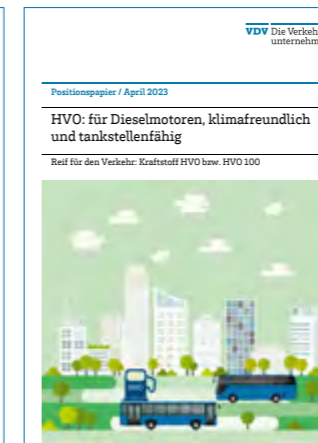 VDV Die Verkeh
unternehm
Positionspapier / April 2023
HVO: für Dieselmotoren, klimafreundlich
und tankstellenfähig
Reif für den Verkehr: Kraftstoff HVO bzw. HVO 100